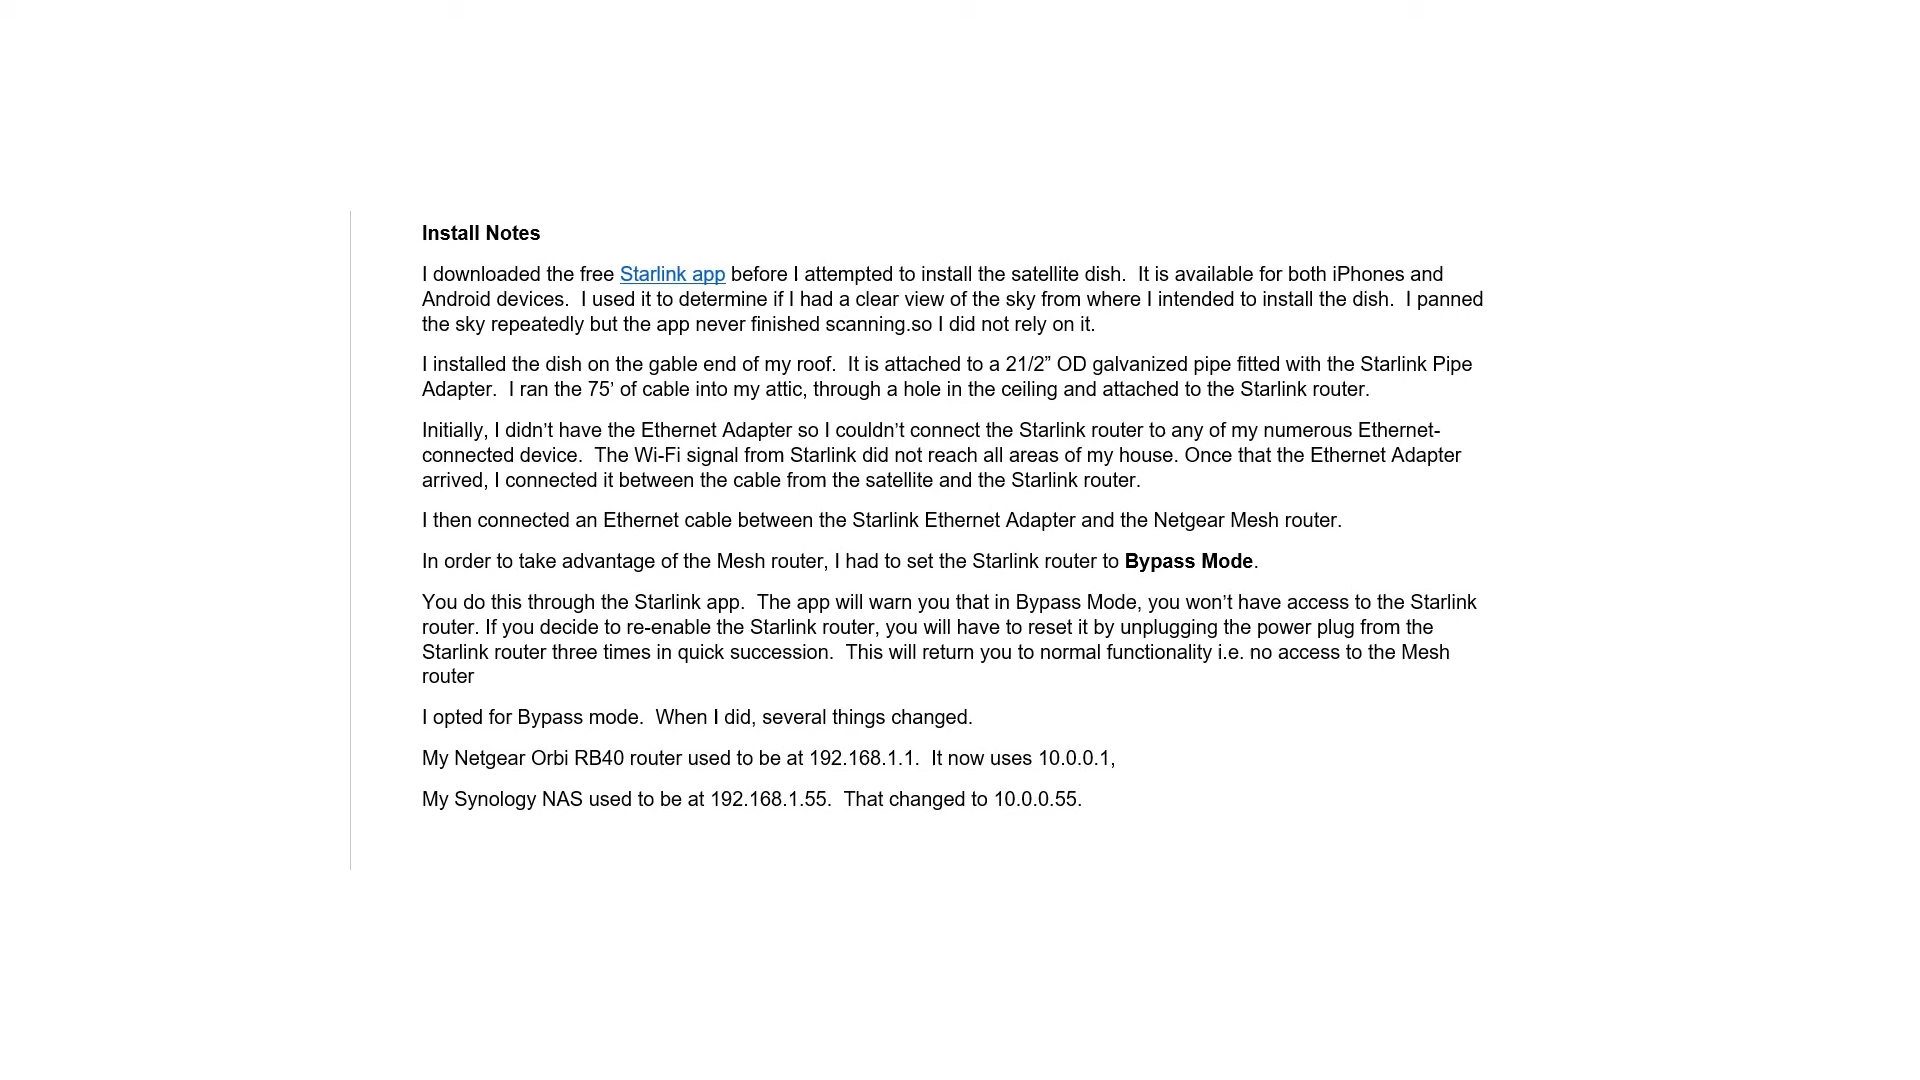 Install Notes
I downloaded the free Starlink app before I attempted to install the satellite dish.  It is available for both iPhones and
Android devices.  I used it to determine if I had a clear view of the sky from where I intended to install the dish.  I panned
the sky repeatedly but the app never finished scanning.so I did not rely on it.
I installed the dish on the gable end of my roof.  It is attached to a 21/2” OD galvanized pipe fitted with the Starlink Pipe
Adapter.  I ran the 75’ of cable into my attic, through a hole in the ceiling and attached to the Starlink router.
Initially, I didn’t have the Ethernet Adapter so I couldn’t connect the Starlink router to any of my numerous Ethernet-
connected device.  The Wi-Fi signal from Starlink did not reach all areas of my house. Once that the Ethernet Adapter
arrived, I connected it between the cable from the satellite and the Starlink router.
I then connected an Ethernet cable between the Starlink Ethernet Adapter and the Netgear Mesh router.
In order to take advantage of the Mesh router, I had to set the Starlink router to Bypass Mode.
You do this through the Starlink app.  The app will warn you that in Bypass Mode, you won’t have access to the Starlink
router. If you decide to re-enable the Starlink router, you will have to reset it by unplugging the power plug from the
Starlink router three times in quick succession.  This will return you to normal functionality i.e. no access to the Mesh
router
I opted for Bypass mode.  When I did, several things changed.
My Netgear Orbi RB40 router used to be at 192.168.1.1.  It now uses 10.0.0.1,
My Synology NAS used to be at 192.168.1.55.  That changed to 10.0.0.55.